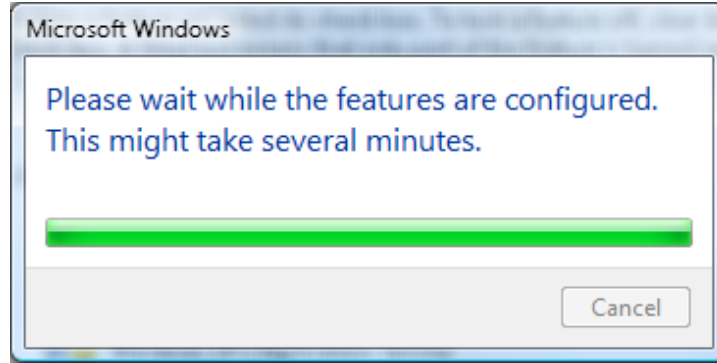 Microsoft Windows
Please wait while the features are configured.
This might take several minutes.
Cancel